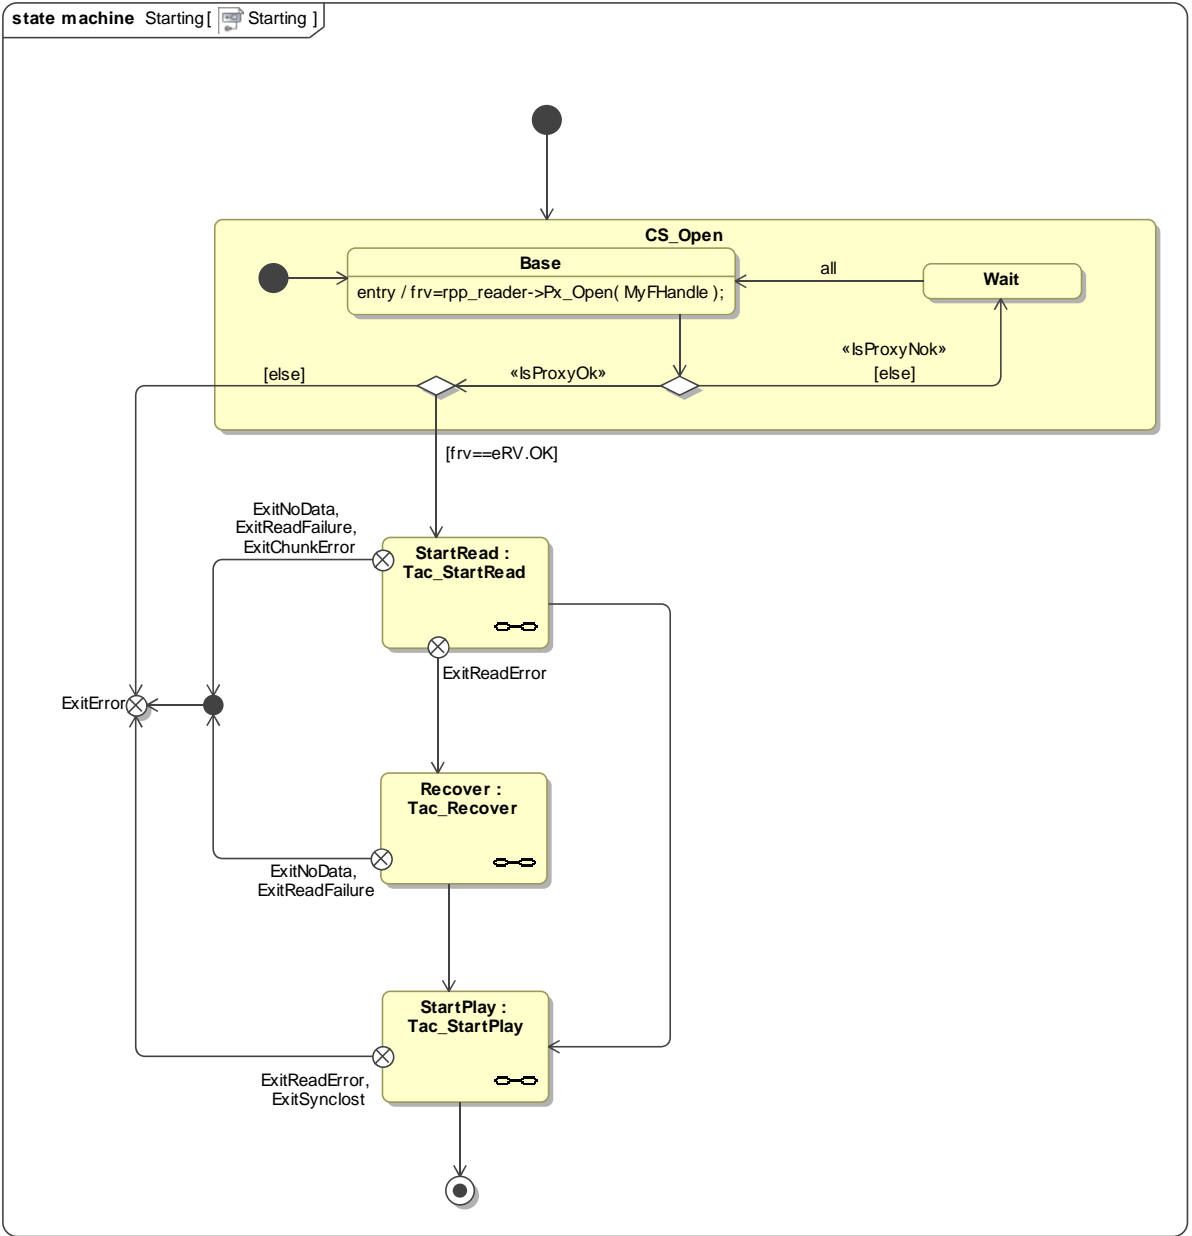 state machine Starting [ Starting ]
CS_Open
Base
entry / frv=rpp_reader->Px_Open( MyFHandle );
all
Wait
«IsProxyNok»
[else]
«IsProxyOk»
[else]
[frv==eRV.OK]
ExitNoData,
ExitReadFailure,
ExitChunkError
StartRead :
Tac_StartRead
ExitReadError
ExitError
Recover :
Tac_Recover
ExitNoData,
ExitReadFailure
StartPlay :
Tac_StartPlay
ExitReadError,
ExitSynclost